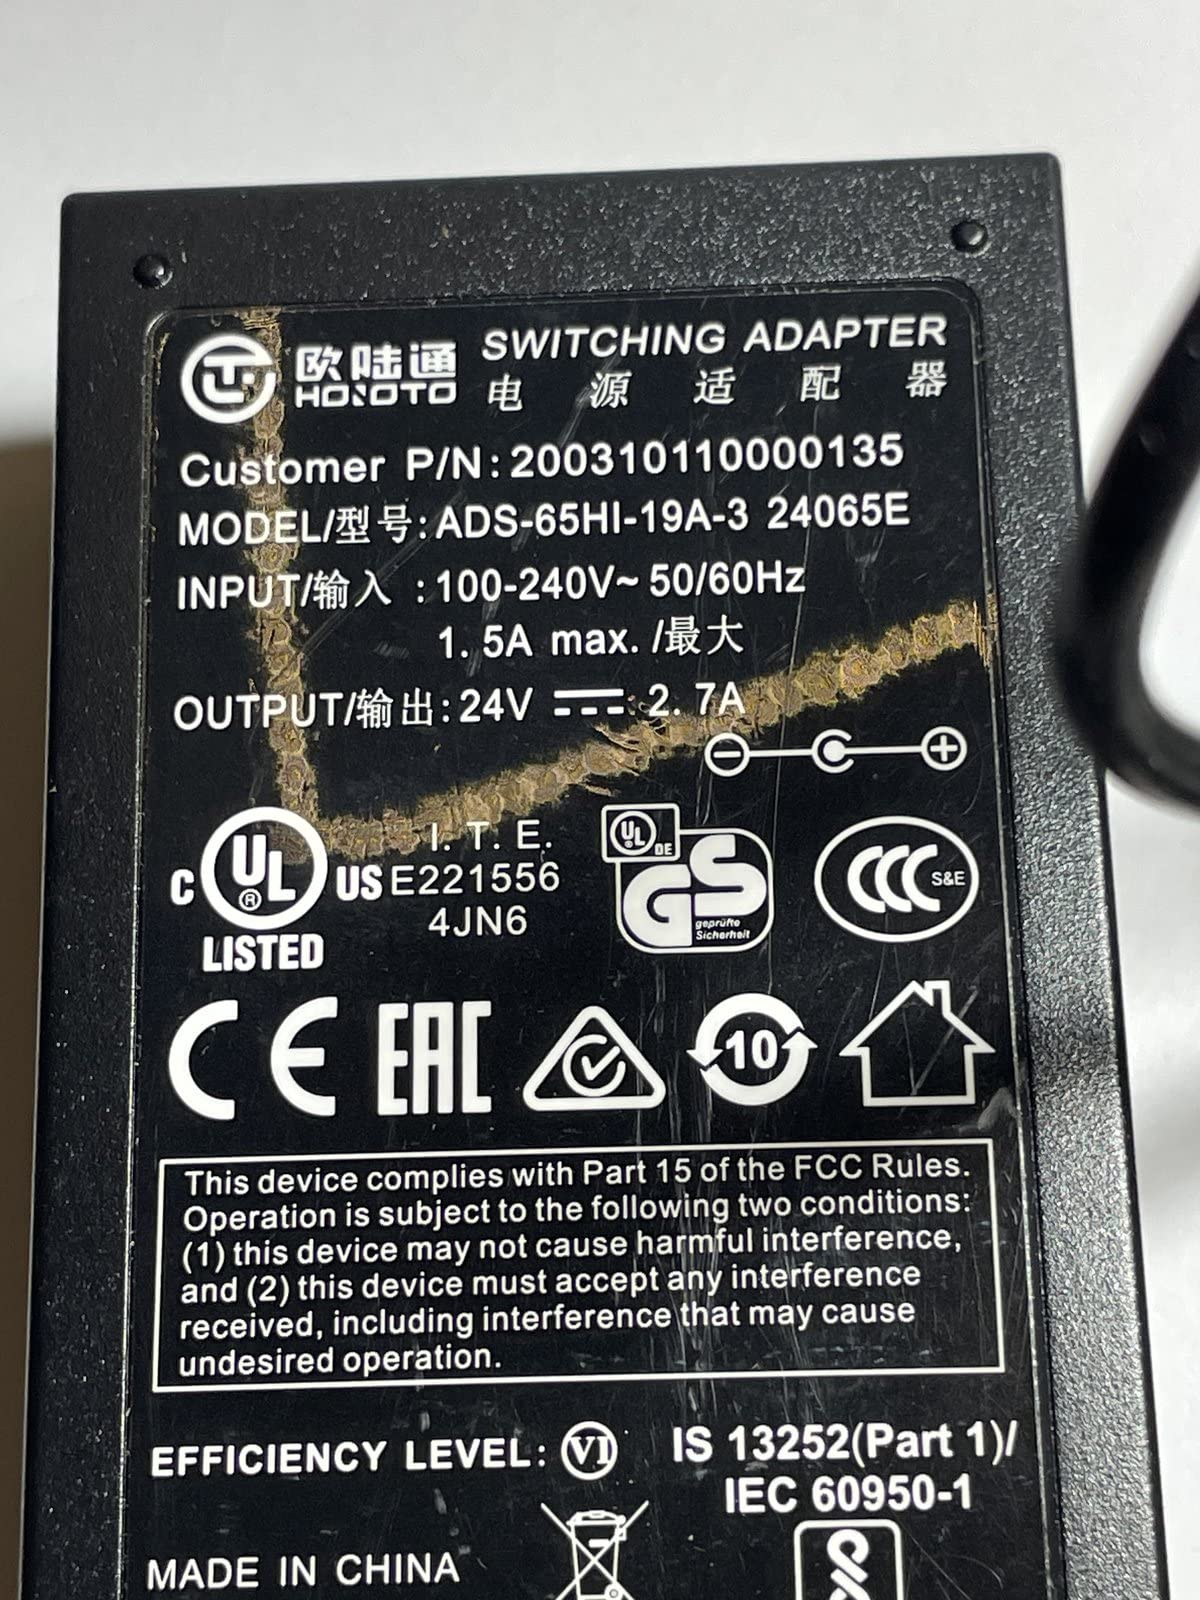 欧陆通 SWITCHING ADAPTER
HONOTO 电源适配器
Customer P/N: 200310110000135
MODEL/型号: ADS-65HI-19A-3 24065E
INPUT/输入 : 100-240V~ 50/60Hz
1.5A max. /最大
OUTPUT/输出: 24V 2.7A
I.T.E.
C UL ® US E221556
4JN6
LISTED
UL DE
GS
geprüfte
Sicherheit
CCC S&E
CE EAC 10
This device complies with Part 15 of the FCC Rules.
Operation is subject to the following two conditions:
(1) this device may not cause harmful interference,
and (2) this device must accept any interference
received, including interference that may cause
undesired operation.
EFFICIENCY LEVEL: VI
IS 13252(Part 1)/
IEC 60950-1
MADE IN CHINA